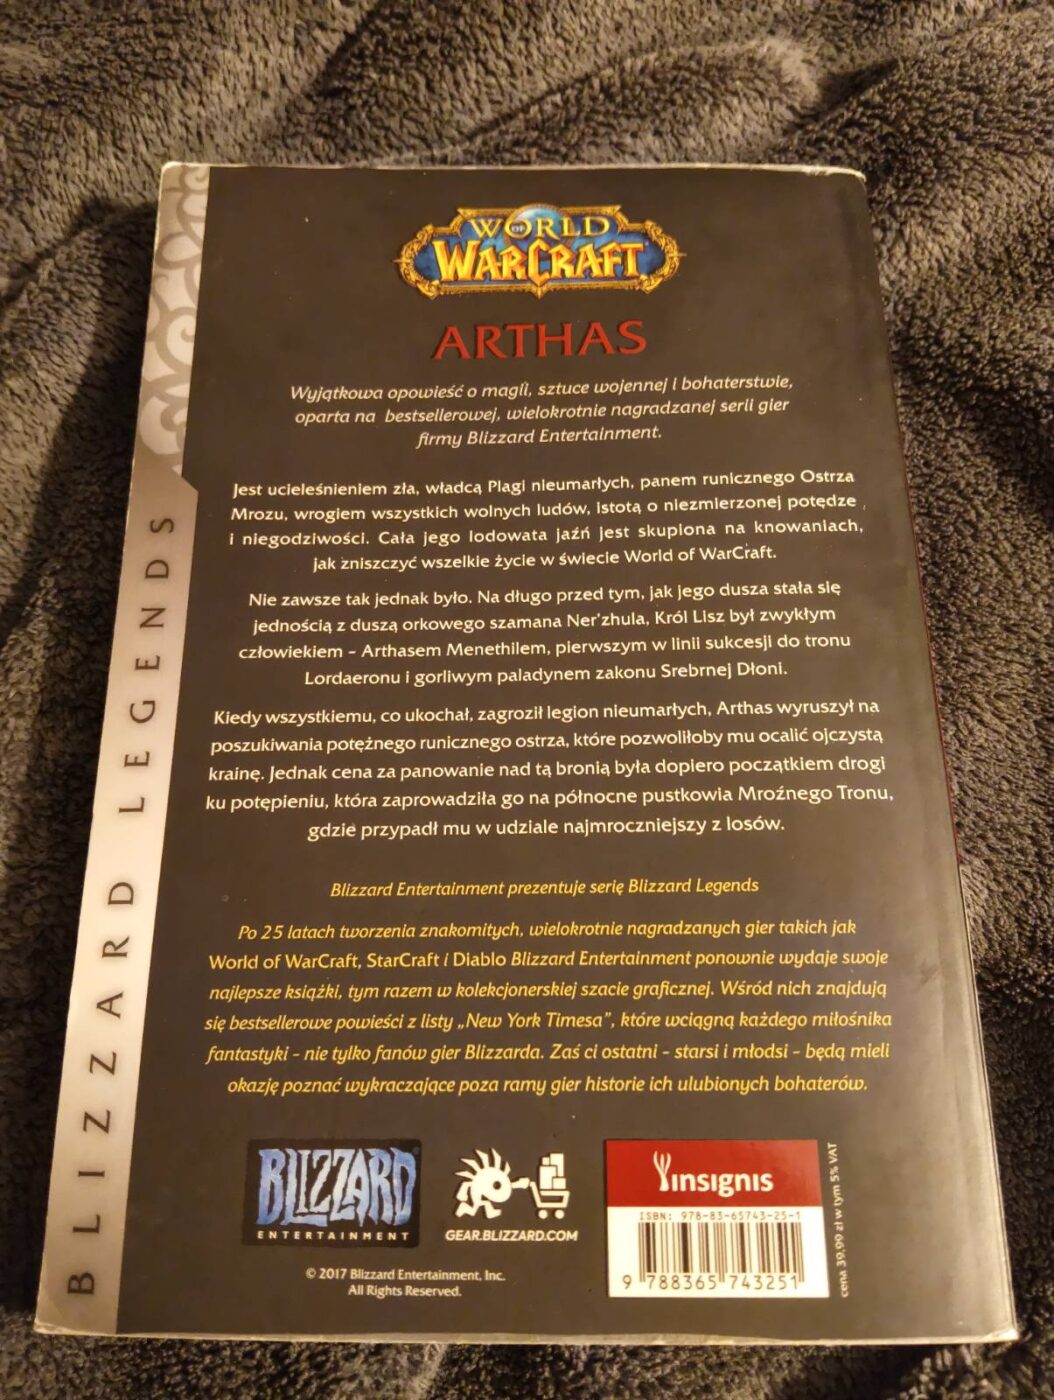 WORLD OF WARCRAFT
ARTHAS
Wyjątkowa opowieść o magii, sztuce wojennej i bohaterstwie,
oparta na bestsellerowej, wielokrotnie nagradzanej serii gier
firmy Blizzard Entertainment.
Jest ucieleśnieniem zła, władcą Plagi nieumarłych, panem runicznego Ostrza
Mrozu, wrogiem wszystkich wolnych ludów, istotą o niezmierzonej potędze
i niegodziwości. Cała jego lodowata jaźń jest skupiona na knowaniach,
jak zniszczyć wszelkie życie w świecie World of WarCraft.
Nie zawsze tak jednak było. Na długo przed tym, jak jego dusza stała się
jednością z duszą orkowego szamana Ner'zhula, Król Lisz był zwykłym
człowiekiem – Arthasem Menethilem, pierwszym w linii sukcesji do tronu
Lordaeronu i gorliwym paladynem zakonu Srebrnej Dłoni.
Kiedy wszystkiemu, co ukochał, zagroził legion nieumarłych, Arthas wyruszył na
poszukiwania potężnego runicznego ostrza, które pozwoliłoby mu ocalić ojczystą
krainę. Jednak cena za panowanie nad tą bronią była dopiero początkiem drogi
ku potępieniu, która zaprowadziła go na północne pustkowia Mroźnego Tronu,
gdzie przypadł mu w udziale najmroczniejszy z losów.
Blizzard Entertainment prezentuje serię Blizzard Legends
Po 25 latach tworzenia znakomitych, wielokrotnie nagradzanych gier takich jak
World of WarCraft, StarCraft i Diablo Blizzard Entertainment ponownie wydaje swoje
najlepsze książki, tym razem w kolekcjonerskiej szacie graficznej. Wśród nich znajdują
się bestsellerowe powieści z listy „New York Timesa”, które wciągną każdego miłośnika
fantastyki – nie tylko fanów gier Blizzarda. Zaś ci ostatni – starsi i młodsi – będą mieli
okazję poznać wykraczające poza ramy gier historie ich ulubionych bohaterów.
BLIZZARD LEGENDS
BLIZZARD
ENTERTAINMENT
GEAR.BLIZZARD.COM
© 2017 Blizzard Entertainment, Inc.
All Rights Reserved.
insignis
ISBN: 978-83-65743-25-1
9 788365 743251
cena 39,99 zł w tym 5% VAT